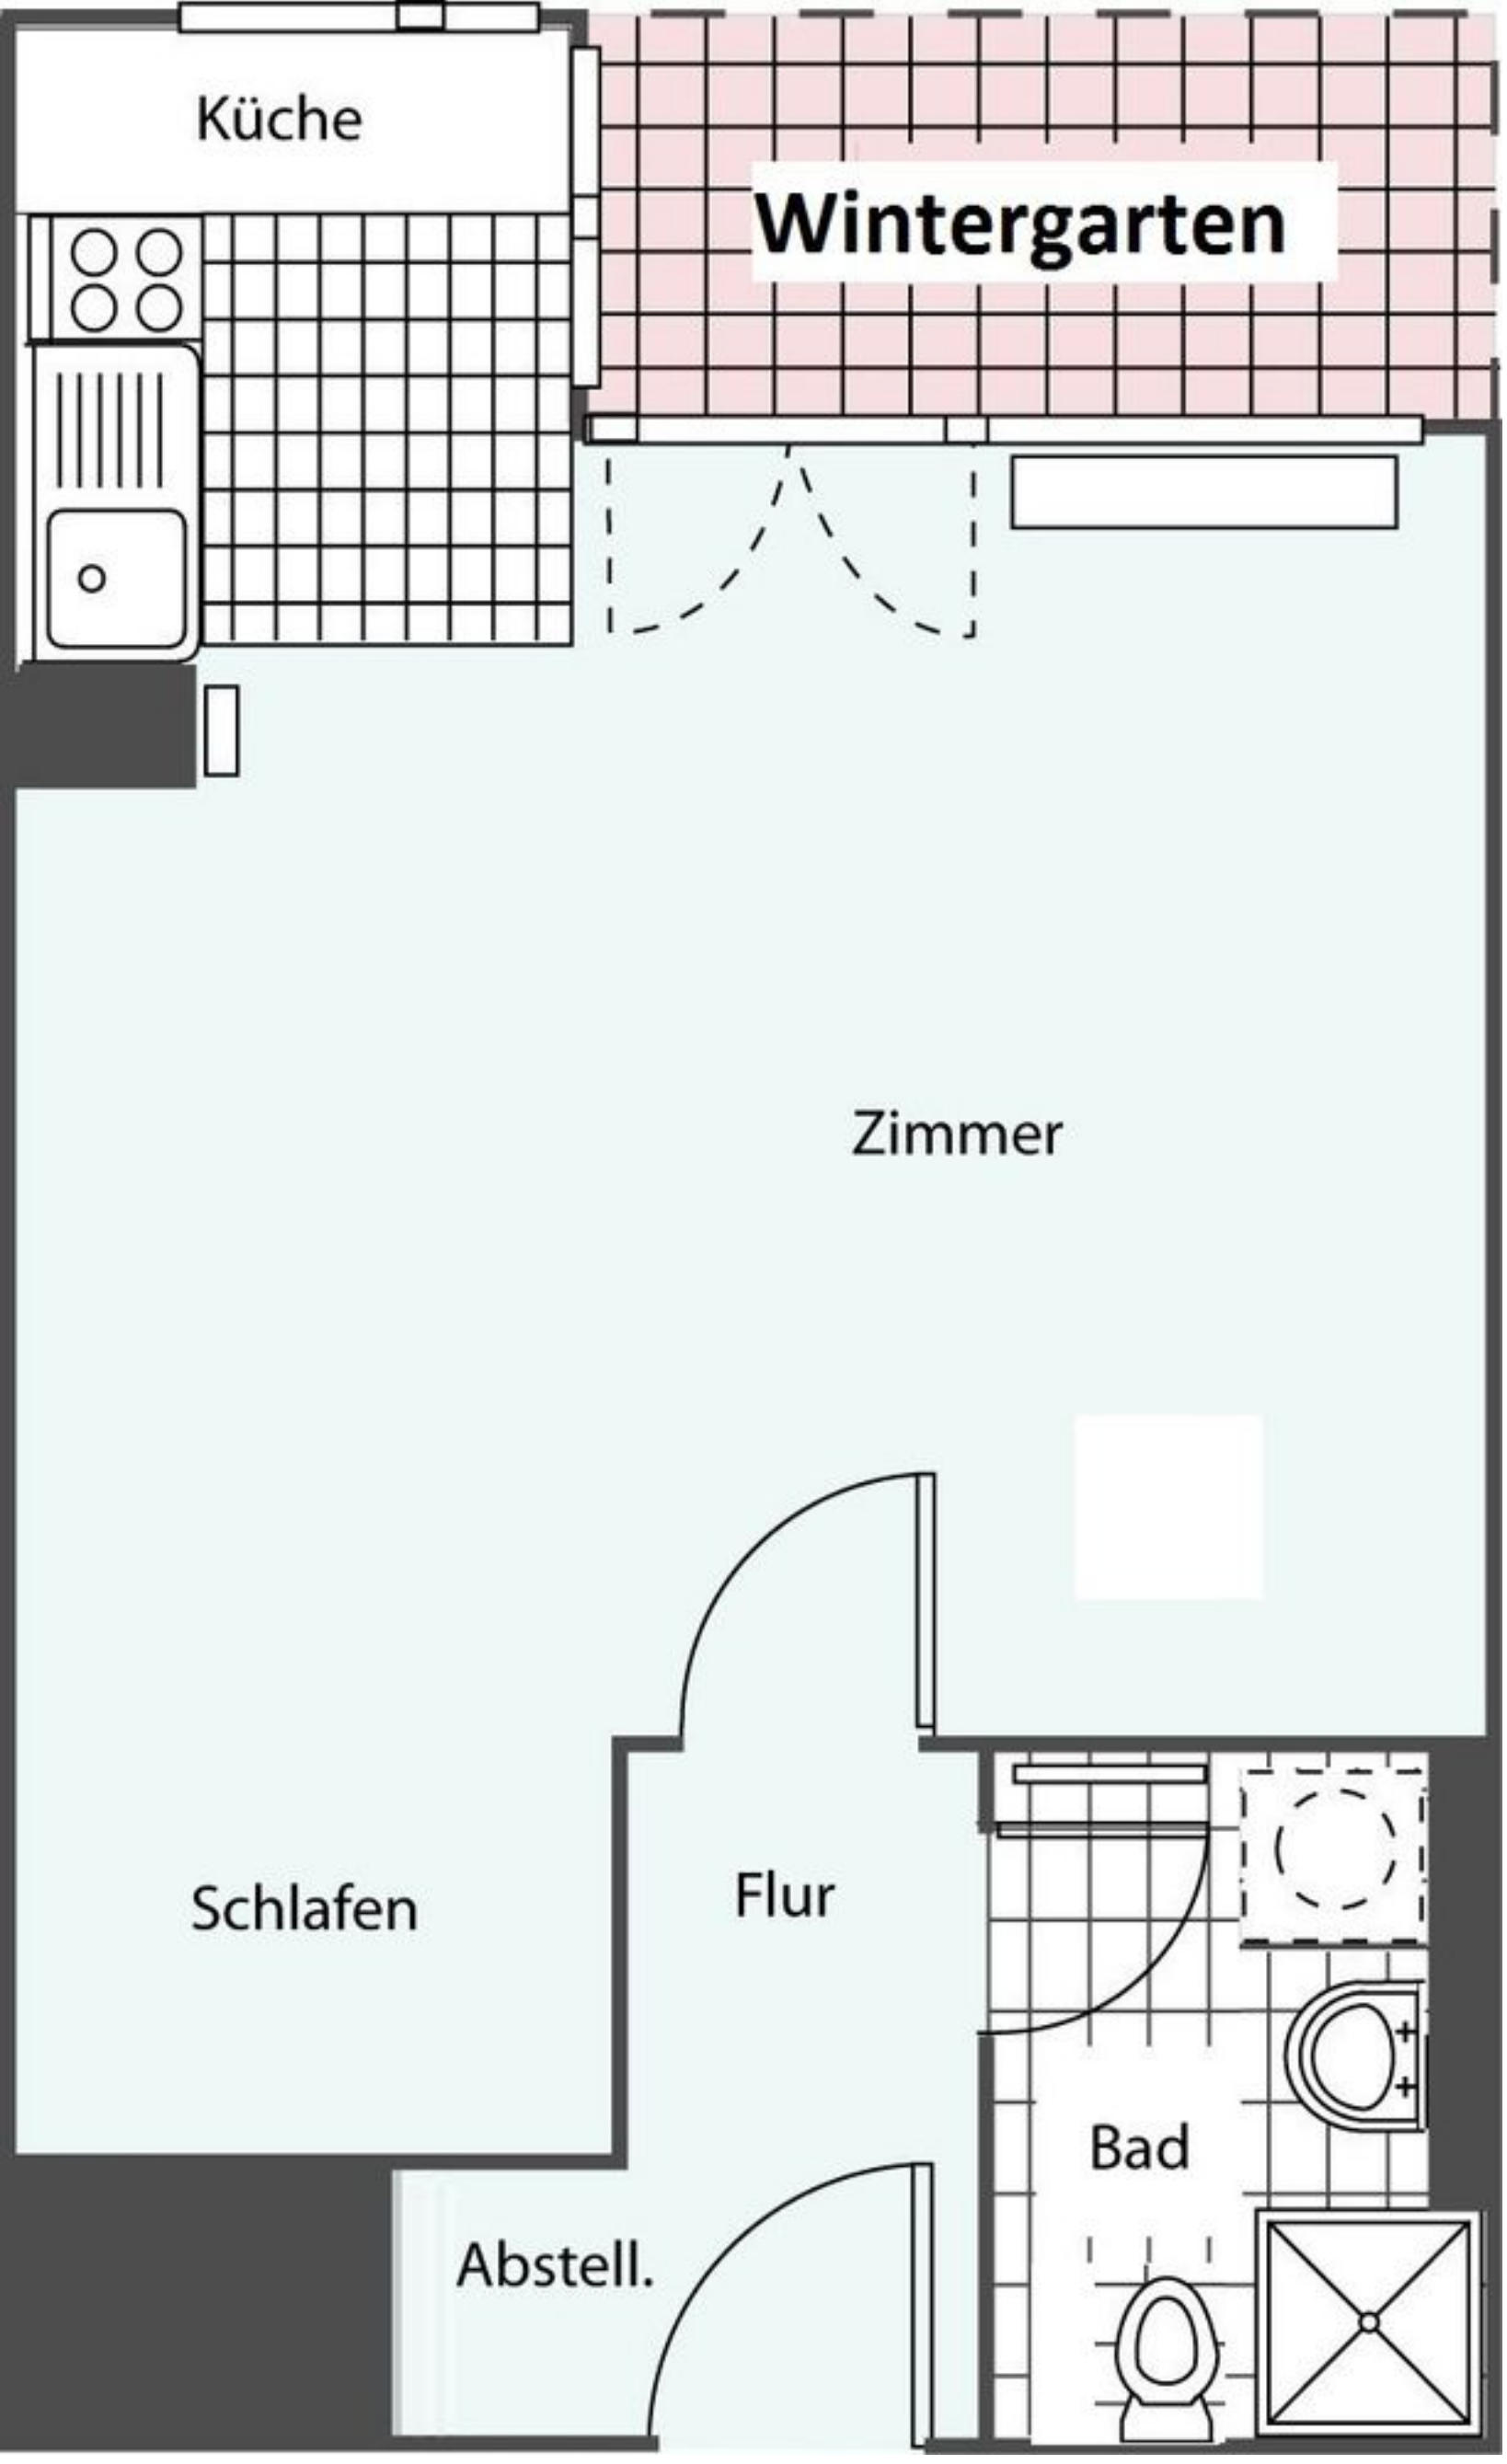 Küche
Wintergarten
Zimmer
Schlafen
Flur
Bad
Abstell.